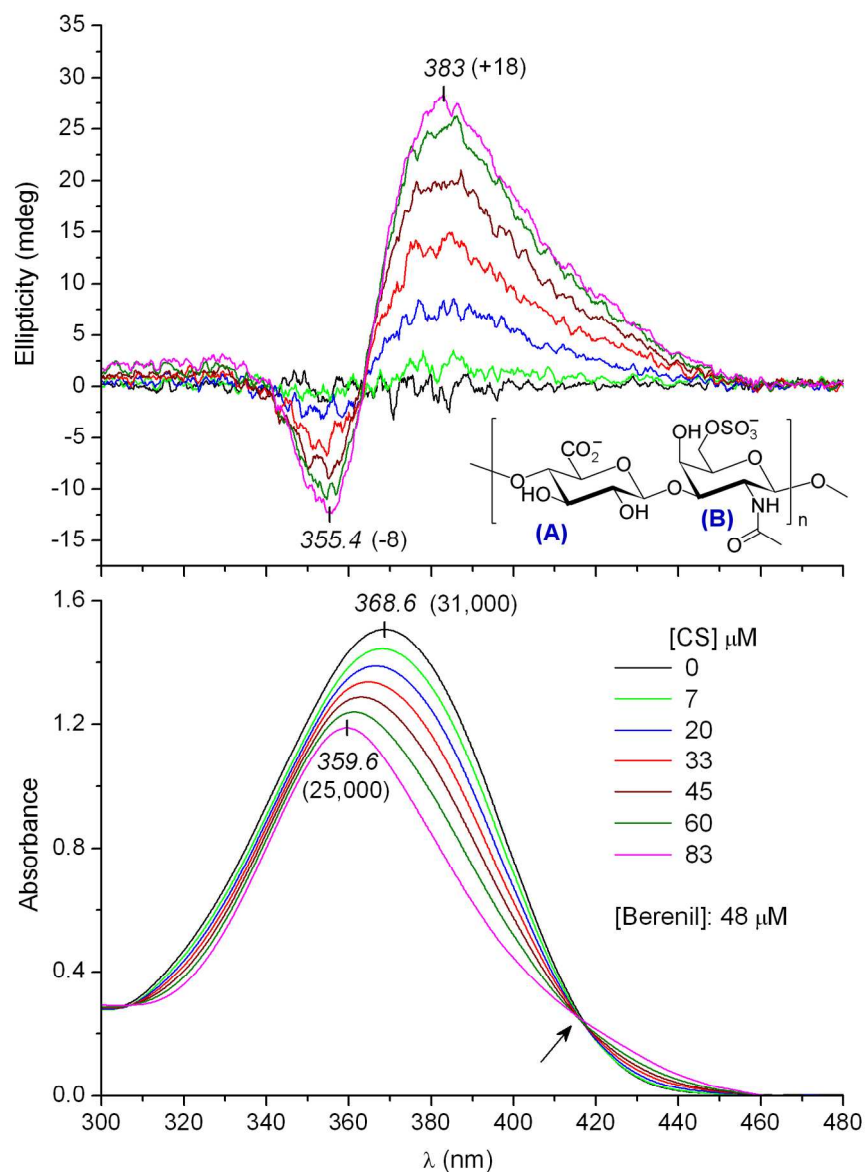 35
30
25
20
15
10
5
0
-5
-10
-15
Ellipticity (mdeg)
383 (+18)
355.4 (-8)
OSO₃⁻
OH
CO₂⁻
O
O
O
O
O
O
HO
OH
NH
O
n
(A)
(B)
1.6
1.2
0.8
0.4
0.0
Absorbance
368.6 (31,000)
359.6
(25,000)
[CS] μM
0
7
20
33
45
60
83
[Berenil]: 48 μM
300 320 340 360 380 400 420 440 460 480
λ (nm)